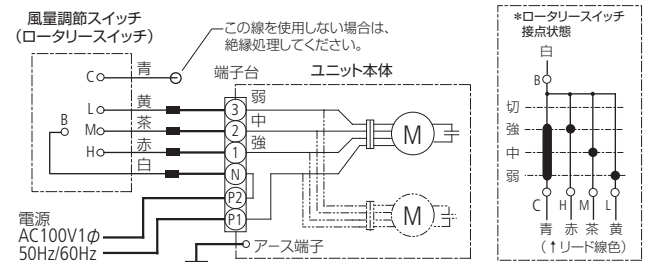 風量調節スイッチ
（ロータリースイッチ）
この線を使用しない場合は、
絶縁処理してください。
C 青
L 黄
B M 茶
H 赤
白
端子台
ユニット本体
3 弱
2 中
1 強
N
P2
P1
M
M
アース端子
電源
AC100V1φ
50Hz/60Hz
*ロータリースイッチ
接点状態
白
B
切
強
中
弱
C H M L
青 赤 茶 黄
（↑リード線色）